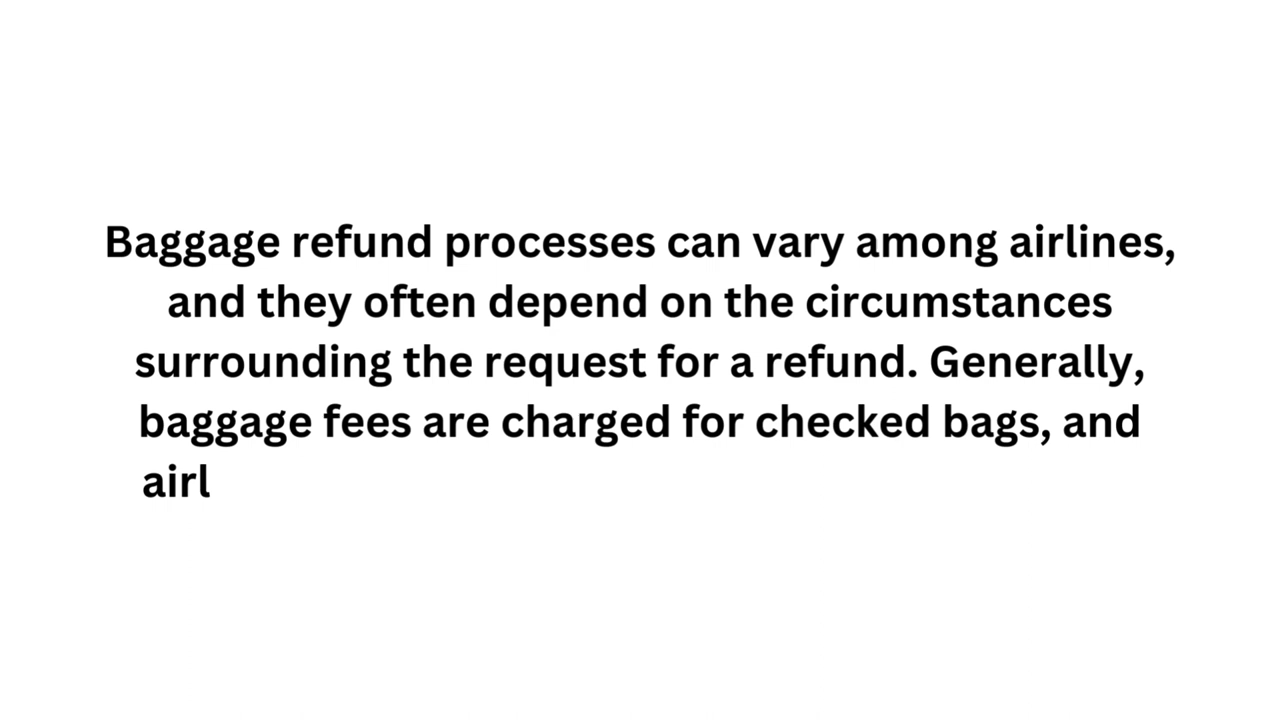 Baggage refund processes can vary among airlines,
and they often depend on the circumstances
surrounding the request for a refund. Generally,
baggage fees are charged for checked bags, and
airl